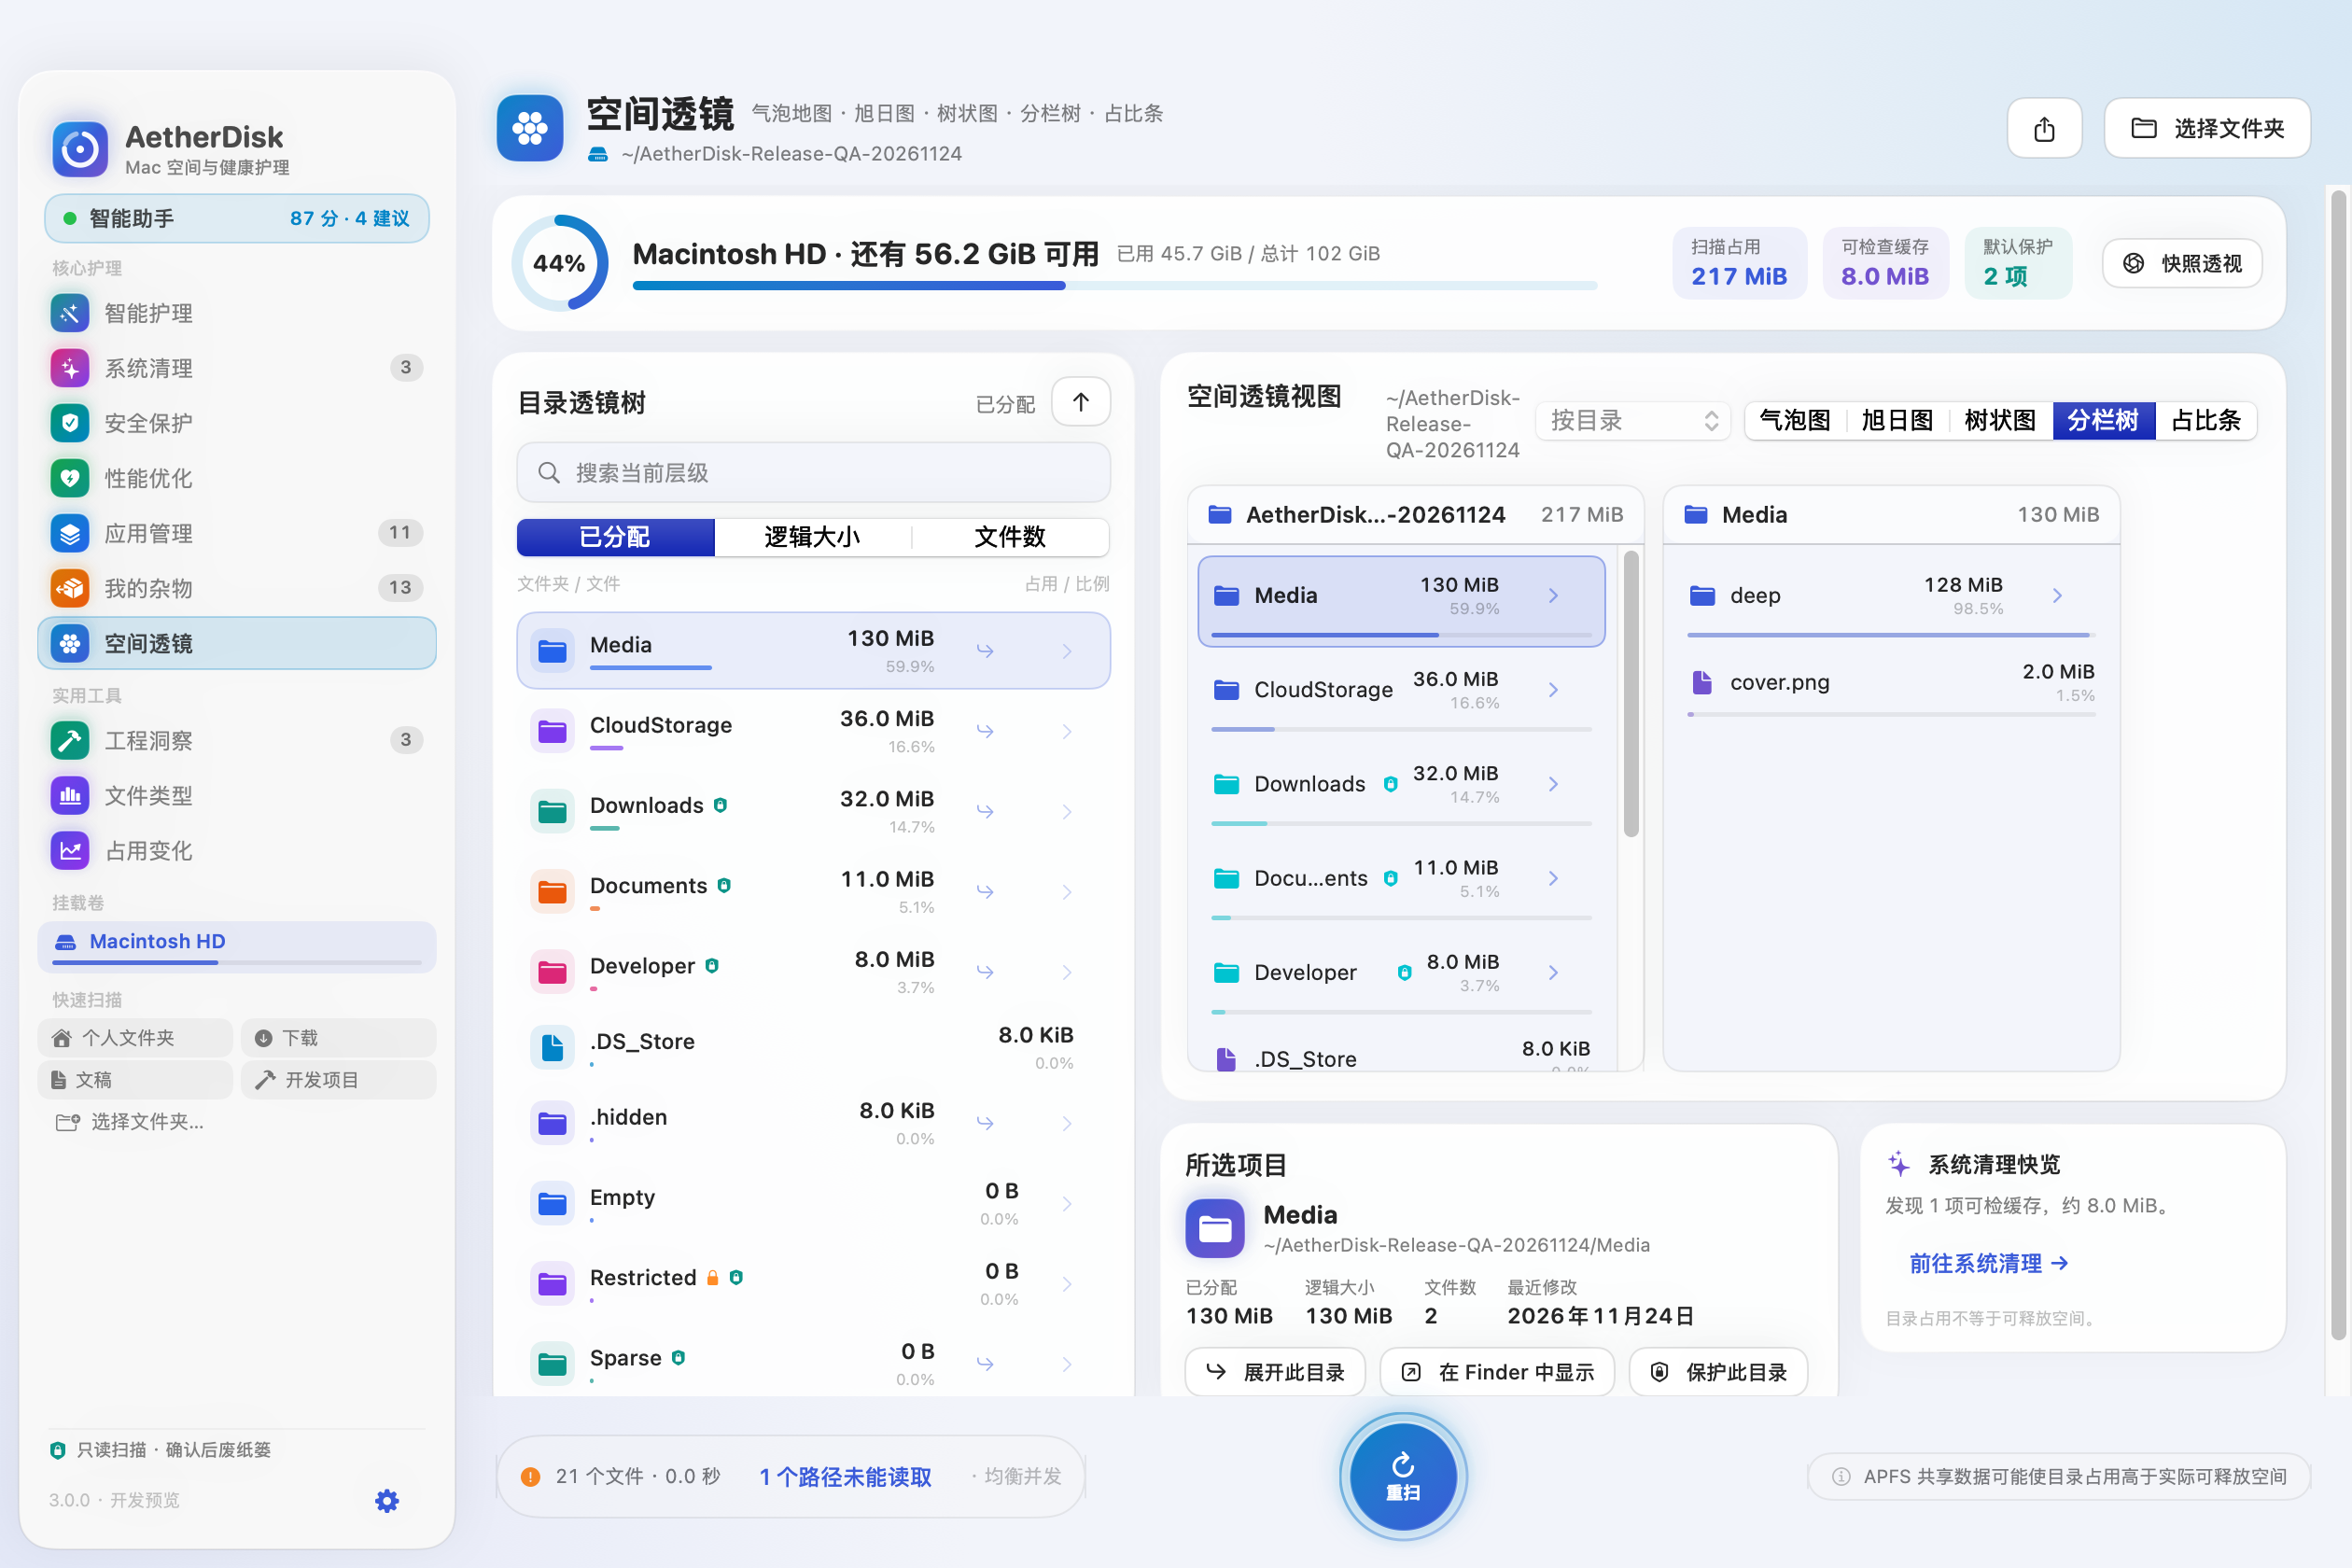 AetherDisk
Mac 空间与健康护理
智能助手 87 分 · 4 建议
核心护理
智能护理
系统清理 3
安全保护
性能优化
应用管理 11
我的杂物 13
空间透镜
实用工具
工程洞察 3
文件类型
占用变化
挂载卷
Macintosh HD
快速扫描
个人文件夹 下载
文稿 开发项目
选择文件夹...
只读扫描 · 确认后废纸篓
3.0.0 · 开发预览
空间透镜 气泡地图 · 旭日图 · 树状图 · 分栏树 · 占比条
~/AetherDisk-Release-QA-20261124
选择文件夹
44%
Macintosh HD · 还有 56.2 GiB 可用 已用 45.7 GiB / 总计 102 GiB
扫描占用
217 MiB
可检查缓存
8.0 MiB
默认保护
2 项
快照透视
目录透镜树 已分配
搜索当前层级
已分配 逻辑大小 文件数
文件夹 / 文件 占用 / 比例
Media 130 MiB
59.9%
CloudStorage 36.0 MiB
16.6%
Downloads 32.0 MiB
14.7%
Documents 11.0 MiB
5.1%
Developer 8.0 MiB
3.7%
.DS_Store 8.0 KiB
0.0%
.hidden 8.0 KiB
0.0%
Empty 0 B
0.0%
Restricted 0 B
0.0%
Sparse 0 B
0.0%
空间透镜视图
~/AetherDisk-
Release-
QA-20261124
按目录
气泡图 旭日图 树状图 分栏树 占比条
AetherDisk...-20261124 217 MiB
Media 130 MiB
59.9%
CloudStorage 36.0 MiB
16.6%
Downloads 32.0 MiB
14.7%
Docu...ents 11.0 MiB
5.1%
Developer 8.0 MiB
3.7%
.DS_Store 8.0 KiB
0.0%
Media 130 MiB
deep 128 MiB
98.5%
cover.png 2.0 MiB
1.5%
所选项目
Media
~/AetherDisk-Release-QA-20261124/Media
已分配 逻辑大小 文件数 最近修改
130 MiB 130 MiB 2 2026年11月24日
展开此目录 在 Finder 中显示 保护此目录
系统清理快览
发现 1 项可检缓存，约 8.0 MiB。
前往系统清理 →
目录占用不等于可释放空间。
21 个文件 · 0.0 秒 1 个路径未能读取 · 均衡并发
重扫
APFS 共享数据可能使目录占用高于实际可释放空间